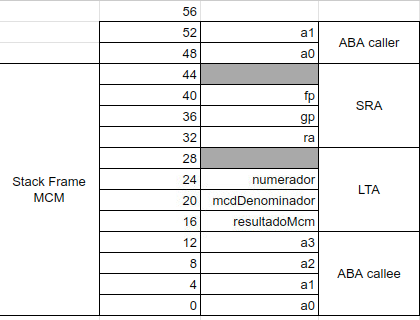 56
52 a1
ABA caller
48 a0
44
40 fp
SRA
36 gp
32 ra
28
Stack Frame
MCM
24 numerador
LTA
20 mcdDenominador
16 resultadoMcm
12 a3
8 a2
ABA callee
4 a1
0 a0